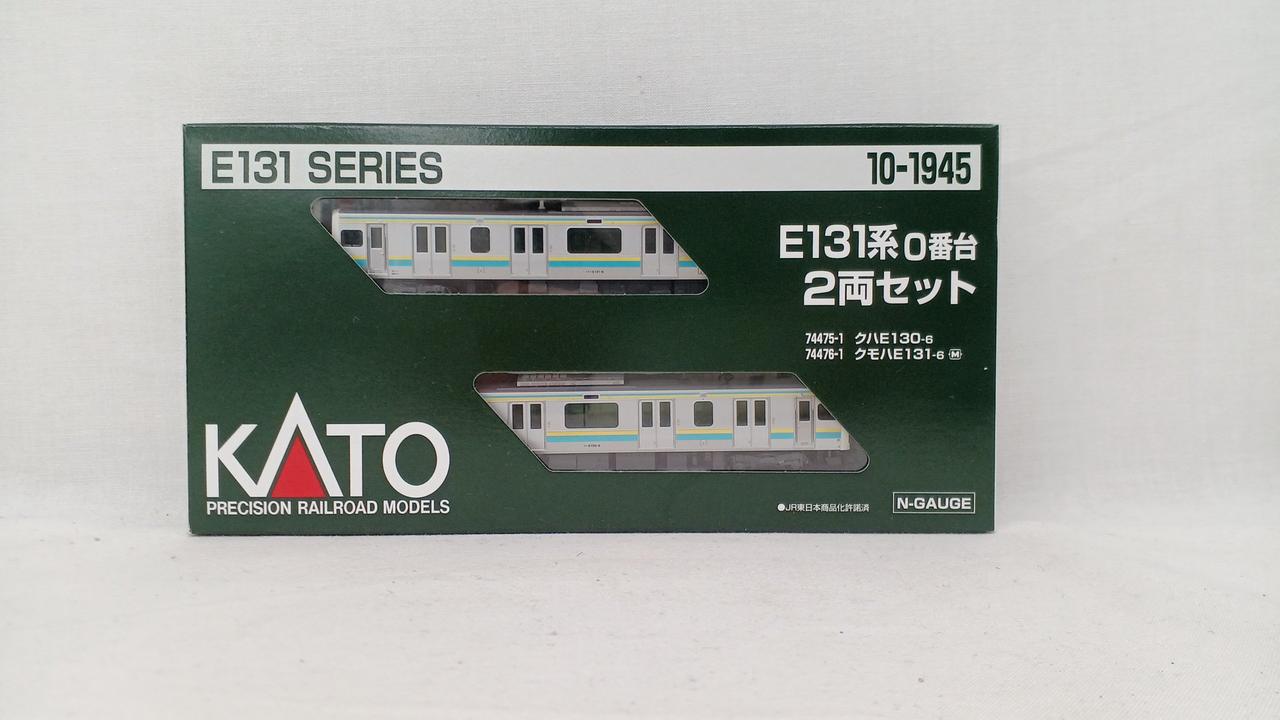 E131 SERIES 10-1945
E131系0番台
2両セット
74475-1 クハE130-6
74476-1 クモハE131-6 M
KATO
PRECISION RAILROAD MODELS
●JR東日本商品化許諾済
N-GAUGE